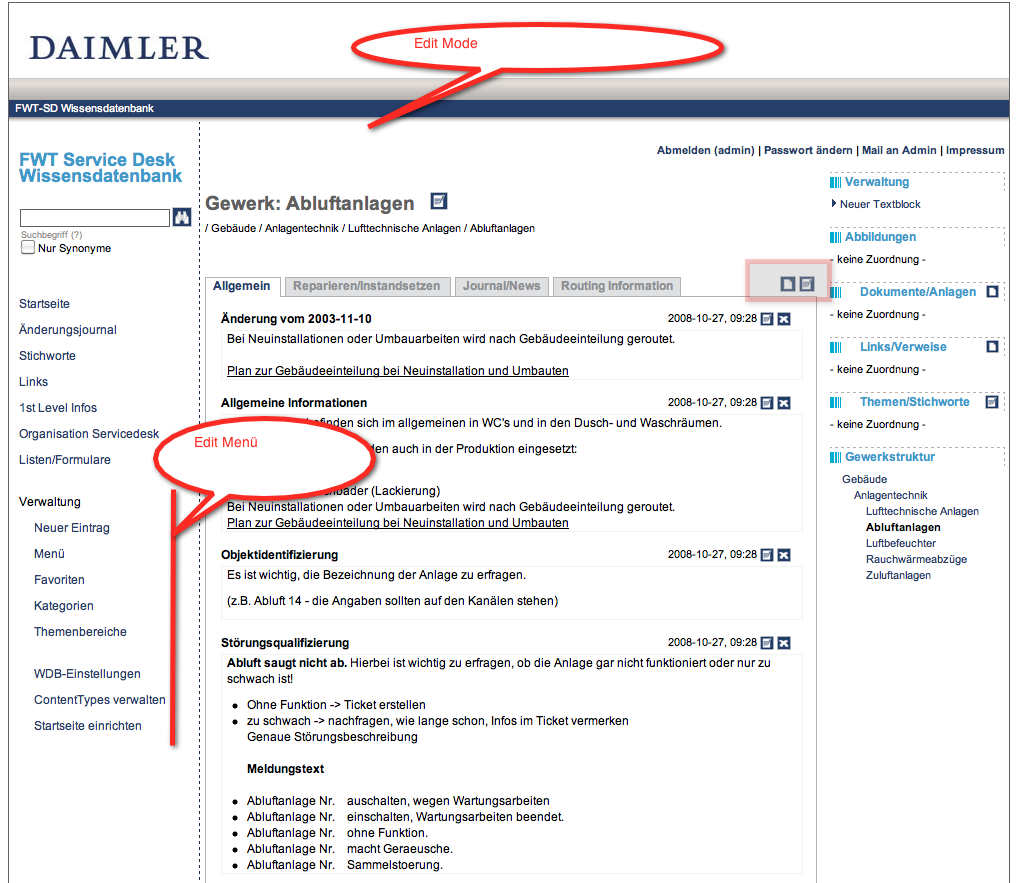 DAIMLER
Edit Mode
FWT-SD Wissensdatenbank
Abmelden (admin) | Passwort ändern | Mail an Admin | Impressum
FWT Service Desk
Wissensdatenbank
Suchbegriff (?)
Nur Synonyme
Startseite
Änderungsjournal
Stichworte
Links
1st Level Infos
Organisation Servicedesk
Listen/Formulare
Verwaltung
Neuer Eintrag
Menü
Favoriten
Kategorien
Themenbereiche
WDB-Einstellungen
ContentTypes verwalten
Startseite einrichten
Edit Menü
Gewerk: Abluftanlagen
/ Gebäude / Anlagentechnik / Lufttechnische Anlagen / Abluftanlagen
Allgemein Reparieren/Instandsetzen Journal/News Routing Information
Änderung vom 2003-11-10 2008-10-27, 09:28
Bei Neuinstallationen oder Umbauarbeiten wird nach Gebäudeeinteilung geroutet.
Plan zur Gebäudeeinteilung bei Neuinstallation und Umbauten
Allgemeine Informationen 2008-10-27, 09:28
finden sich im allgemeinen in WC's und in den Dusch- und Waschräumen.
den auch in der Produktion eingesetzt:
(Lackierung)
Bei Neuinstallationen oder Umbauarbeiten wird nach Gebäudeeinteilung geroutet.
Plan zur Gebäudeeinteilung bei Neuinstallation und Umbauten
Objektidentifizierung 2008-10-27, 09:28
Es ist wichtig, die Bezeichnung der Anlage zu erfragen.
(z.B. Abluft 14 - die Angaben sollten auf den Kanälen stehen)
Störungsqualifizierung 2008-10-27, 09:28
Abluft saugt nicht ab. Hierbei ist wichtig zu erfragen, ob die Anlage gar nicht funktioniert oder nur zu
schwach ist!
● Ohne Funktion -> Ticket erstellen
● zu schwach -> nachfragen, wie lange schon, Infos im Ticket vermerken
Genaue Störungsbeschreibung
Meldungstext
● Abluftanlage Nr. auschalten, wegen Wartungsarbeiten
● Abluftanlage Nr. einschalten, Wartungsarbeiten beendet.
● Abluftanlage Nr. ohne Funktion.
● Abluftanlage Nr. macht Geraeusche.
● Abluftanlage Nr. Sammelstoerung.
Verwaltung
Neuer Textblock
Abbildungen
- keine Zuordnung -
Dokumente/Anlagen
- keine Zuordnung -
Links/Verweise
- keine Zuordnung -
Themen/Stichworte
- keine Zuordnung -
Gewerkstruktur
Gebäude
Anlagentechnik
Lufttechnische Anlagen
Abluftanlagen
Luftbefeuchter
Rauchwärmeabzüge
Zuluftanlagen